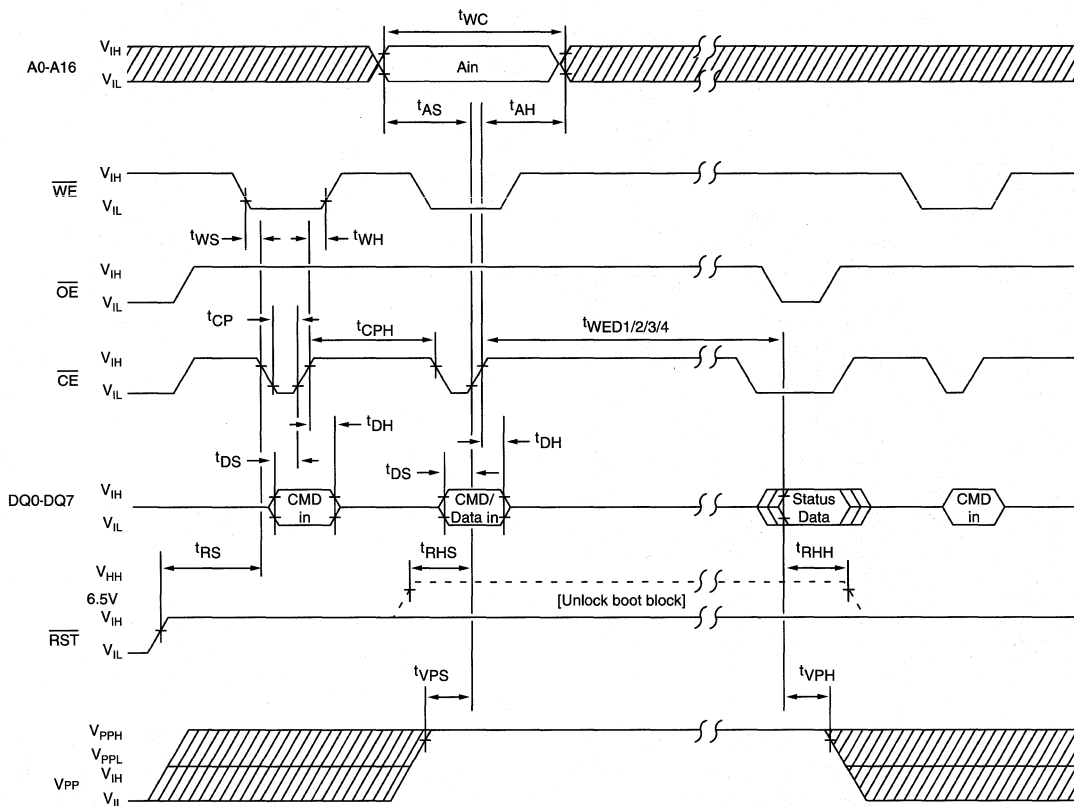 tWC
VIH
A0-A16
Ain
VIL
tAS
tAH
VIH
WE
VIL
tWS
tWH
VIH
OE
VIL
tCP
tCPH
tWED1/2/3/4
VIH
CE
VIL
tDH
tDH
tDS
tDS
VIH
DQ0-DQ7
CMD
in
CMD/
Data in
Status
Data
CMD
in
VIL
tRS
tRHS
tRHH
VHH
6.5V
[Unlock boot block]
VIH
RST
VIL
tVPS
tVPH
VPPH
VPPL
VPP
VIH
VIL